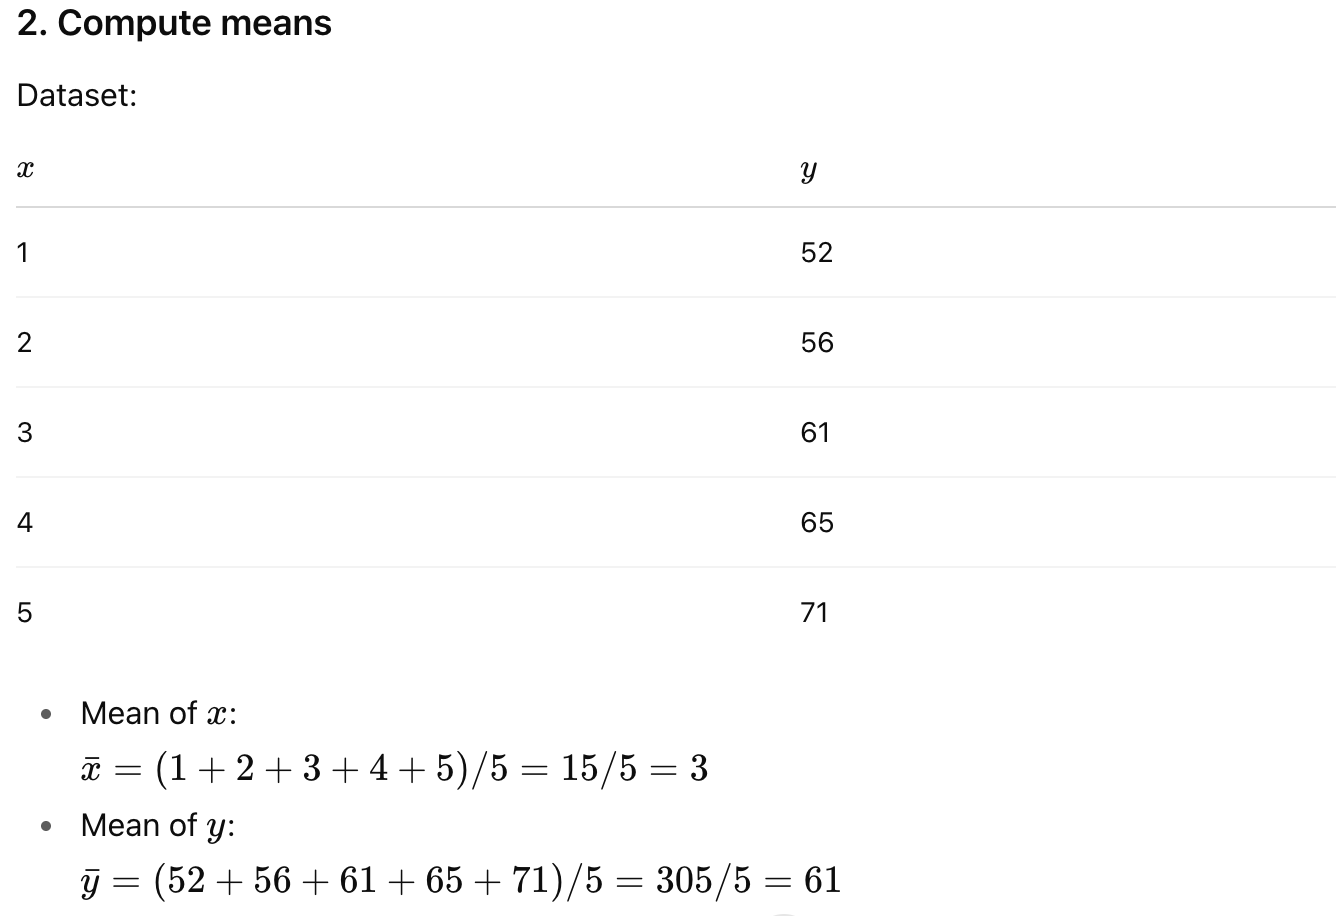 2. Compute means
Dataset:
x y
1 52
2 56
3 61
4 65
5 71
• Mean of x:
x̄ = (1 + 2 + 3 + 4 + 5)/5 = 15/5 = 3
• Mean of y:
ȳ = (52 + 56 + 61 + 65 + 71)/5 = 305/5 = 61